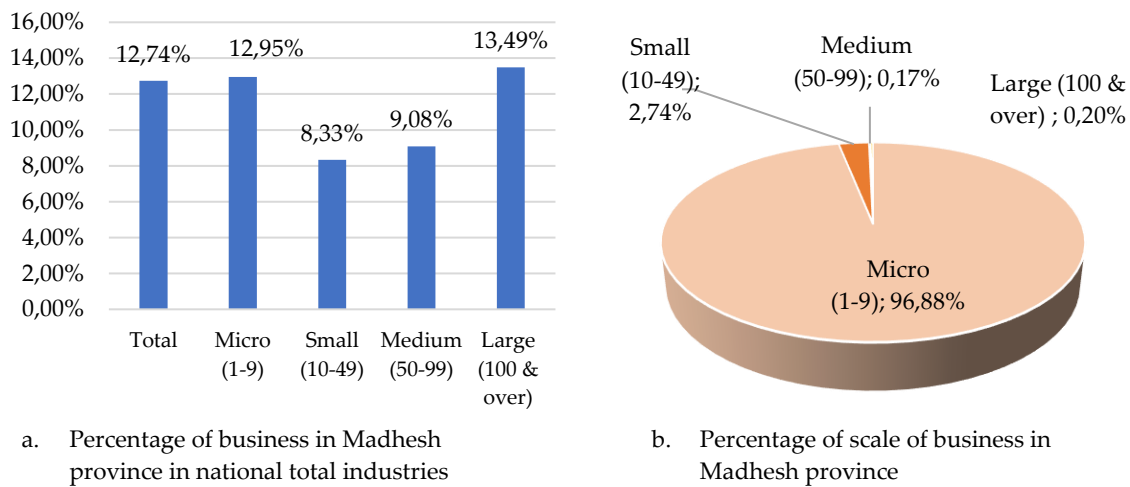 16,00%
14,00%
12,00%
10,00%
8,00%
6,00%
4,00%
2,00%
0,00%
12,74%
12,95%
8,33%
9,08%
13,49%
Total
Micro
(1-9)
Small
(10-49)
Medium
(50-99)
Large
(100 &
over)
a. Percentage of business in Madhesh
province in national total industries
Small
(10-49);
2,74%
Medium
(50-99); 0,17%
Large (100 &
over) ; 0,20%
Micro
(1-9); 96,88%
b. Percentage of scale of business in
Madhesh province